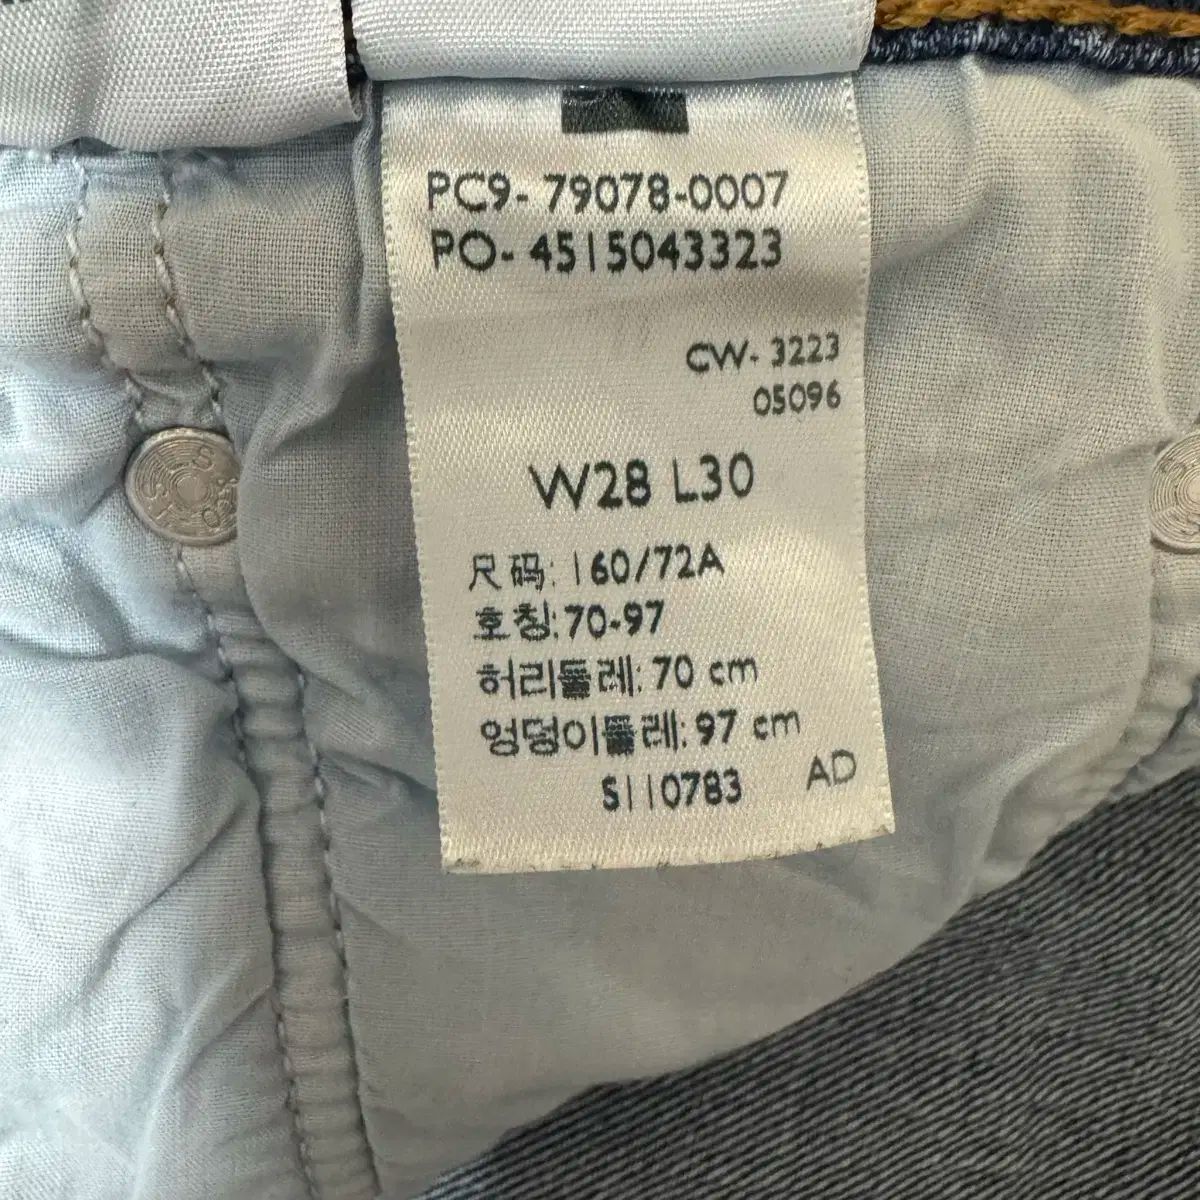 PC9- 79078-0007
PO- 4515043323
CW- 3223
05096
W28 L30
尺码: 160/72A
호칭:70-97
허리둘레: 70 cm
엉덩이둘레: 97 cm
S110783 AD